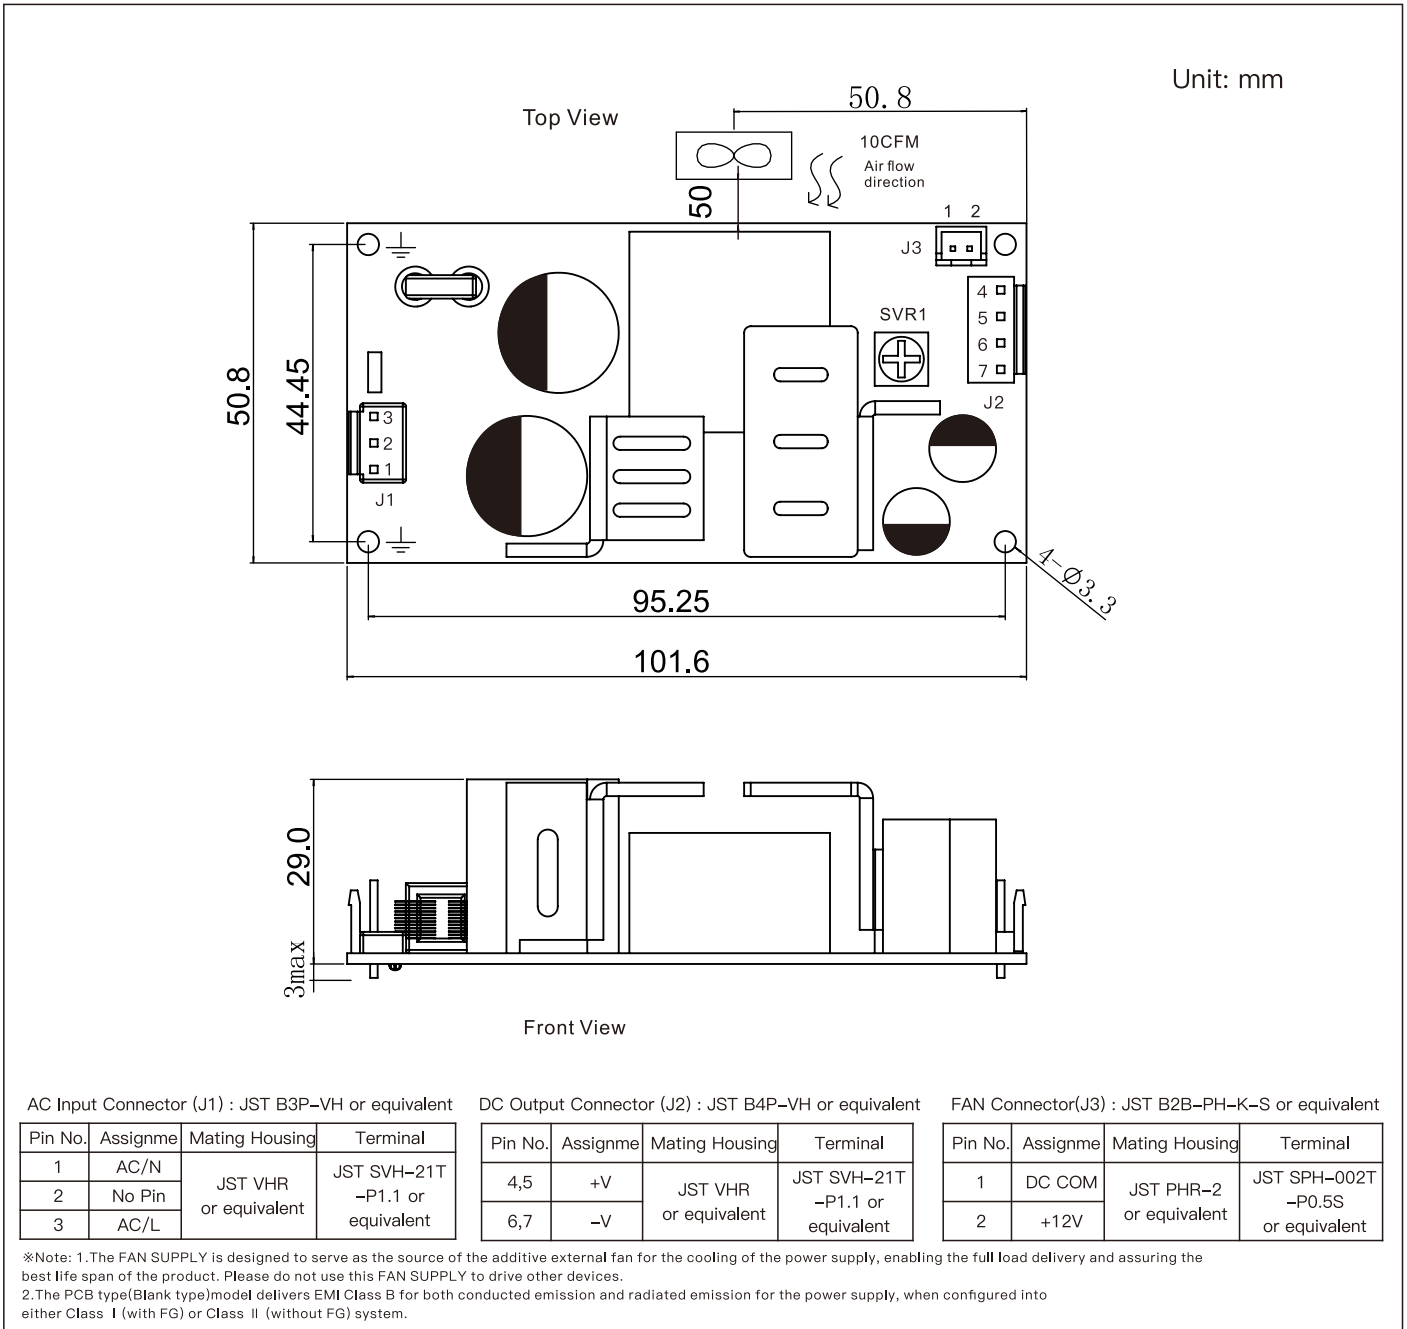 Unit: mm
50.8
Top View
10CFM
Air flow
direction
50
1 2
J3
4
5
6
7
SVR1
J2
50.8
44.45
3
2
1
J1
4-Ø3.3
95.25
101.6
29.0
3max
Front View
AC Input Connector (J1) : JST B3P-VH or equivalent
Pin No. Assignme Mating Housing Terminal
1 AC/N JST VHR or equivalent JST SVH-21T -P1.1 or equivalent
2 No Pin
3 AC/L
DC Output Connector (J2) : JST B4P-VH or equivalent
Pin No. Assignme Mating Housing Terminal
4,5 +V JST VHR or equivalent JST SVH-21T -P1.1 or equivalent
6,7 -V
FAN Connector(J3) : JST B2B-PH-K-S or equivalent
Pin No. Assignme Mating Housing Terminal
1 DC COM JST PHR-2 or equivalent JST SPH-002T -P0.5S or equivalent
2 +12V
※Note: 1.The FAN SUPPLY is designed to serve as the source of the additive external fan for the cooling of the power supply, enabling the full load delivery and assuring the
best life span of the product. Please do not use this FAN SUPPLY to drive other devices.
2.The PCB type(Blank type)model delivers EMI Class B for both conducted emission and radiated emission for the power supply, when configured into
either Class Ⅰ (with FG) or Class Ⅱ (without FG) system.